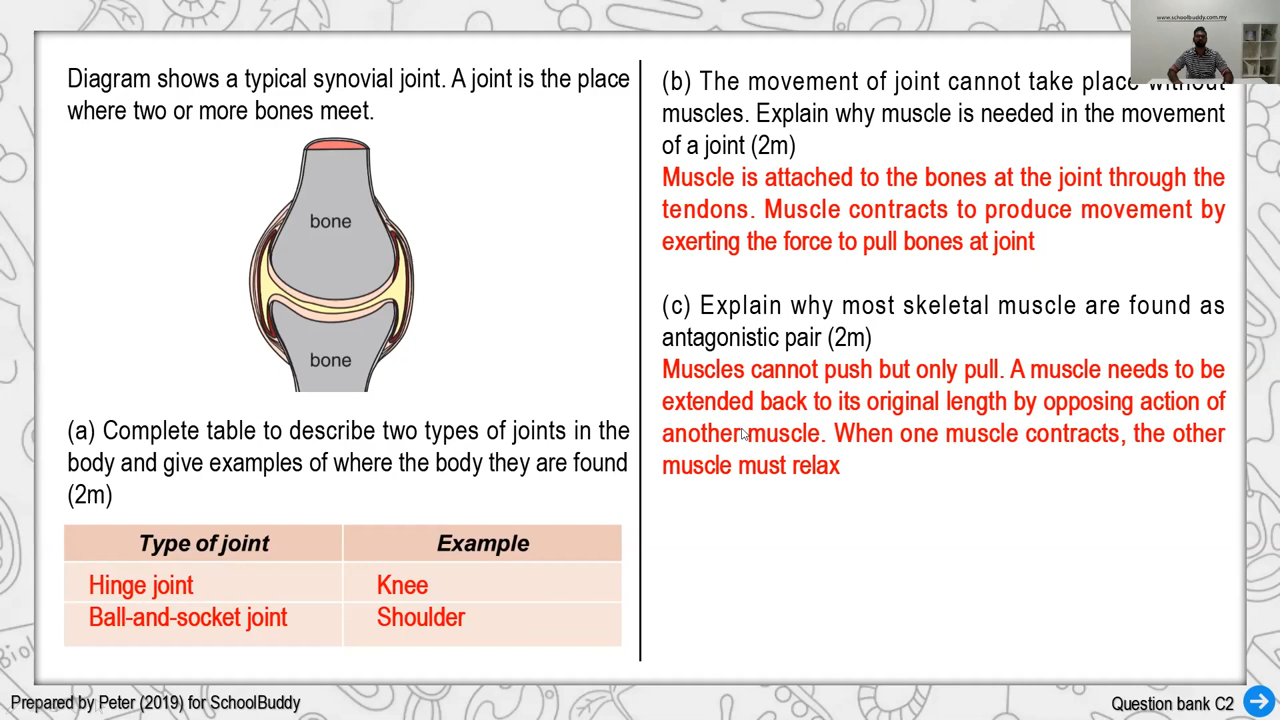 www.schoolbuddy.com.my
Diagram shows a typical synovial joint. A joint is the place
where two or more bones meet.
bone
bone
(a) Complete table to describe two types of joints in the
body and give examples of where the body they are found
(2m)
Type of joint Example
Hinge joint Knee
Ball-and-socket joint Shoulder
(b) The movement of joint cannot take place without
muscles. Explain why muscle is needed in the movement
of a joint (2m)
Muscle is attached to the bones at the joint through the
tendons. Muscle contracts to produce movement by
exerting the force to pull bones at joint
(c) Explain why most skeletal muscle are found as
antagonistic pair (2m)
Muscles cannot push but only pull. A muscle needs to be
extended back to its original length by opposing action of
another muscle. When one muscle contracts, the other
muscle must relax
Biol
Prepared by Peter (2019) for SchoolBuddy
Question bank C2